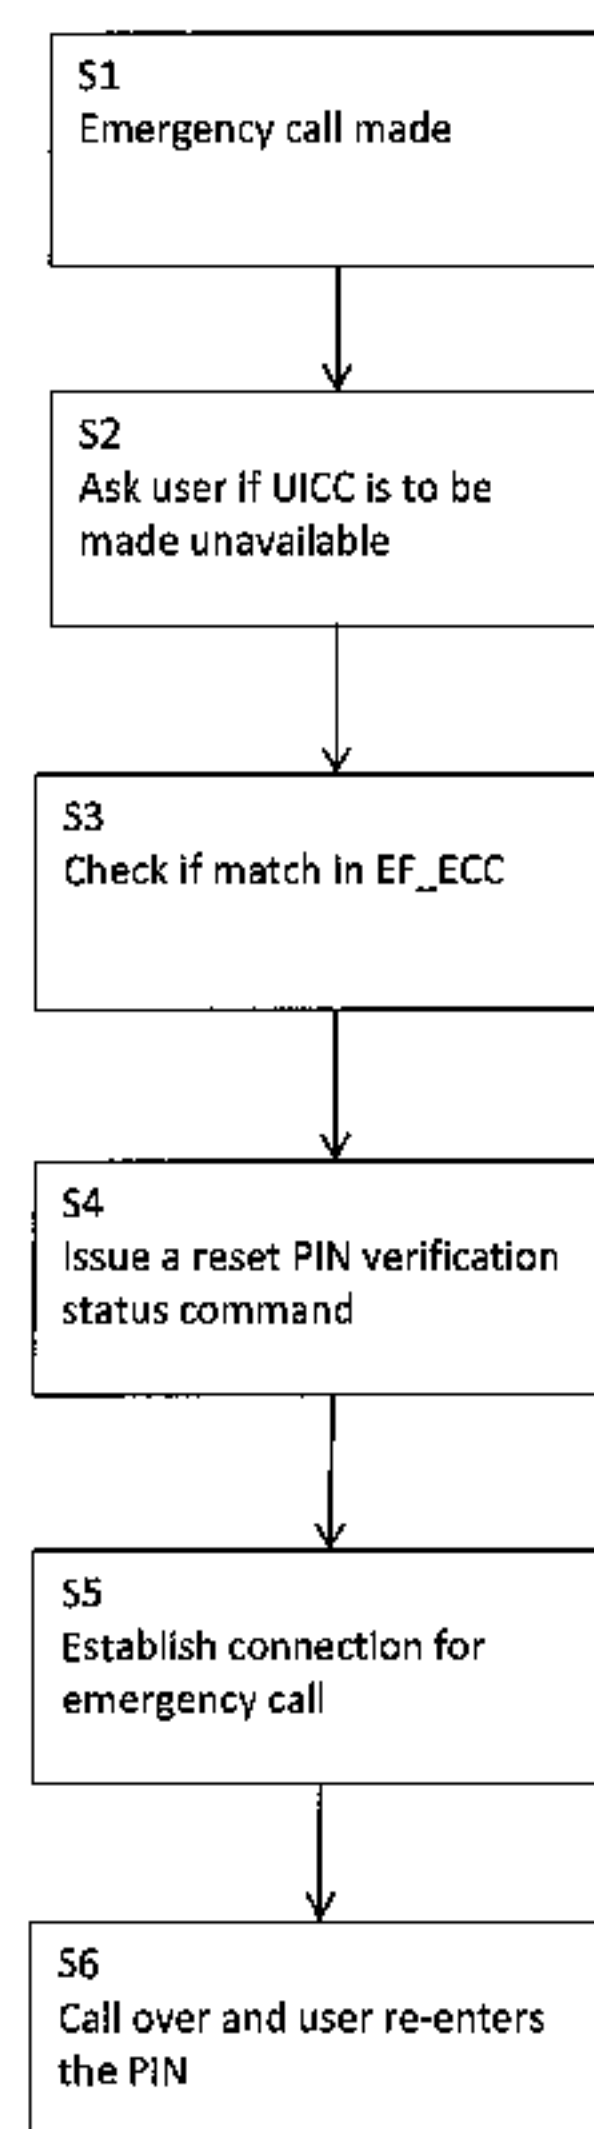 S1
Emergency call made
S2
Ask user if UICC is to be
made unavailable
S3
Check if match in EF_ECC
S4
Issue a reset PIN verification
status command
S5
Establish connection for
emergency call
S6
Call over and user re-enters
the PIN